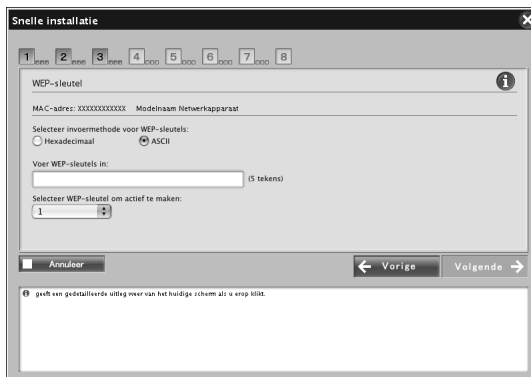 Snelle installatie
1 2 3 4 5 6 7 8
WEP-sleutel
MAC-adres: XXXXXXXXXXXX Modelnaam Netwerkapparaat
Selecteer invoermethode voor WEP-sleutels:
Hexadecimaal ASCII
Voer WEP-sleutels in:
(5 tekens)
Selecteer WEP-sleutel om actief te maken:
1
Annuleer Vorige Volgende
geeft een gedetailleerde uitleg weer van het huidige scherm als u erop klikt.